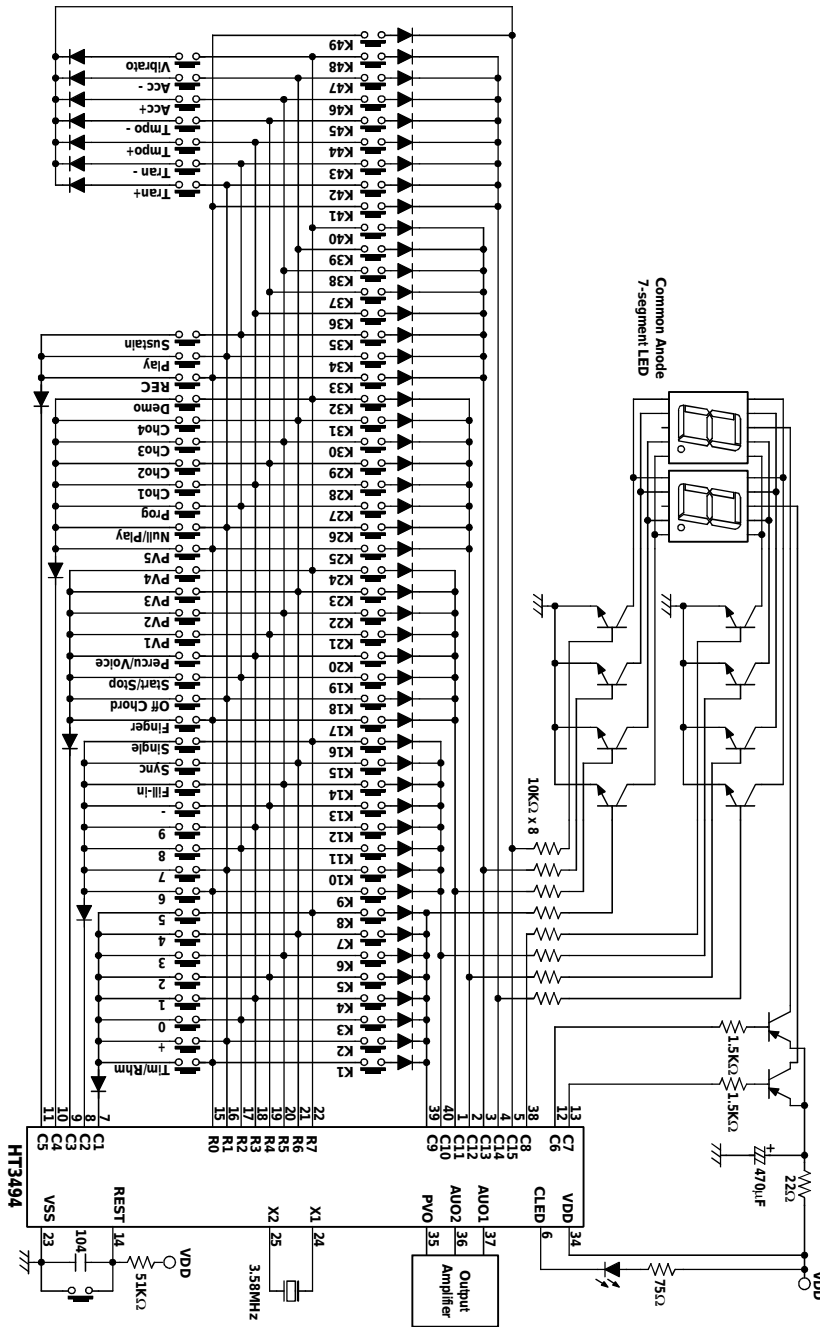 Vibrato
Acc -
Acc+
Tmpo -
Tmpo+
Tran -
Tran+
Sustain
Play
REC
Demo
Cho4
Cho3
Cho2
Cho1
Prog
Null/Play
PV5
PV4
PV3
PV2
PV1
Percu/Voice
Start/Stop
Off Chord
Finger
Single
Sync
Fill-in
-
9
8
7
6
5
4
3
2
1
0
+
Tim/Rhm
K49
K48
K47
K46
K45
K44
K43
K42
K41
K40
K39
K38
K37
K36
K35
K34
K33
K32
K31
K30
K29
K28
K27
K26
K25
K24
K23
K22
K21
K20
K19
K18
K17
K16
K15
K14
K13
K12
K11
K10
K9
K8
K7
K6
K5
K4
K3
K2
K1
Common Anode
7-segment LED
10KΩ x 8
1.5KΩ
1.5KΩ
+
470μF
22Ω
VDD
75Ω
11
10
9
8
7
15
16
17
18
19
20
21
22
39
40
1
2
3
4
5
38
12
13
C5
C4
C3
C2
C1
R0
R1
R2
R3
R4
R5
R6
R7
C9
C10
C11
C12
C13
C14
C15
C8
C6
C7
HT3494
VSS
REST
X2
X1
PVO
AUO2
AUO1
CLED
VDD
23
14
25
24
35
36
37
6
34
104
51KΩ
VDD
3.58MHz
Output
Amplifier